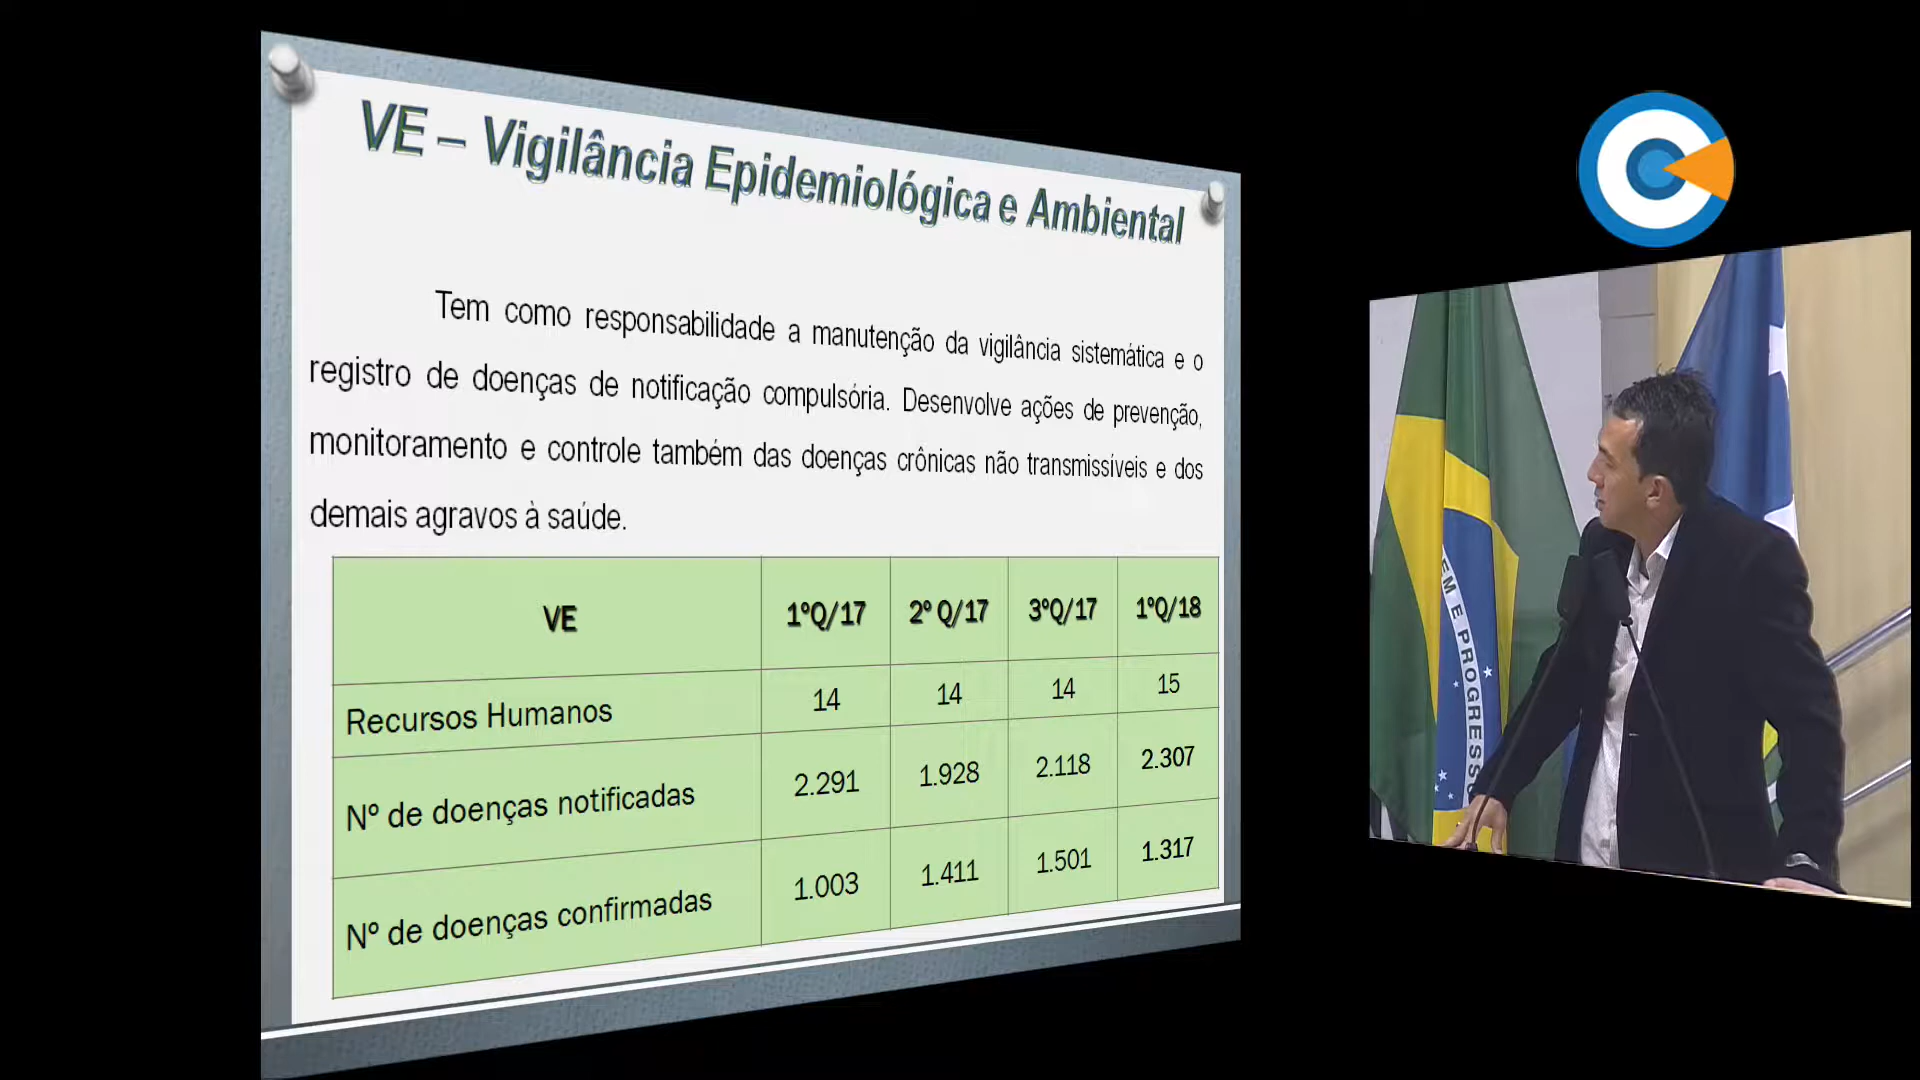 VE – Vigilância Epidemiológica e Ambiental
Tem como responsabilidade a manutenção da vigilância sistemática e o
registro de doenças de notificação compulsória. Desenvolve ações de prevenção,
monitoramento e controle também das doenças crônicas não transmissíveis e dos
demais agravos à saúde.
VE 1ºQ/17 2º Q/17 3ºQ/17 1ºQ/18
Recursos Humanos 14 14 14 15
Nº de doenças notificadas 2.291 1.928 2.118 2.307
Nº de doenças confirmadas 1.003 1.411 1.501 1.317
EM E PROGRESSO